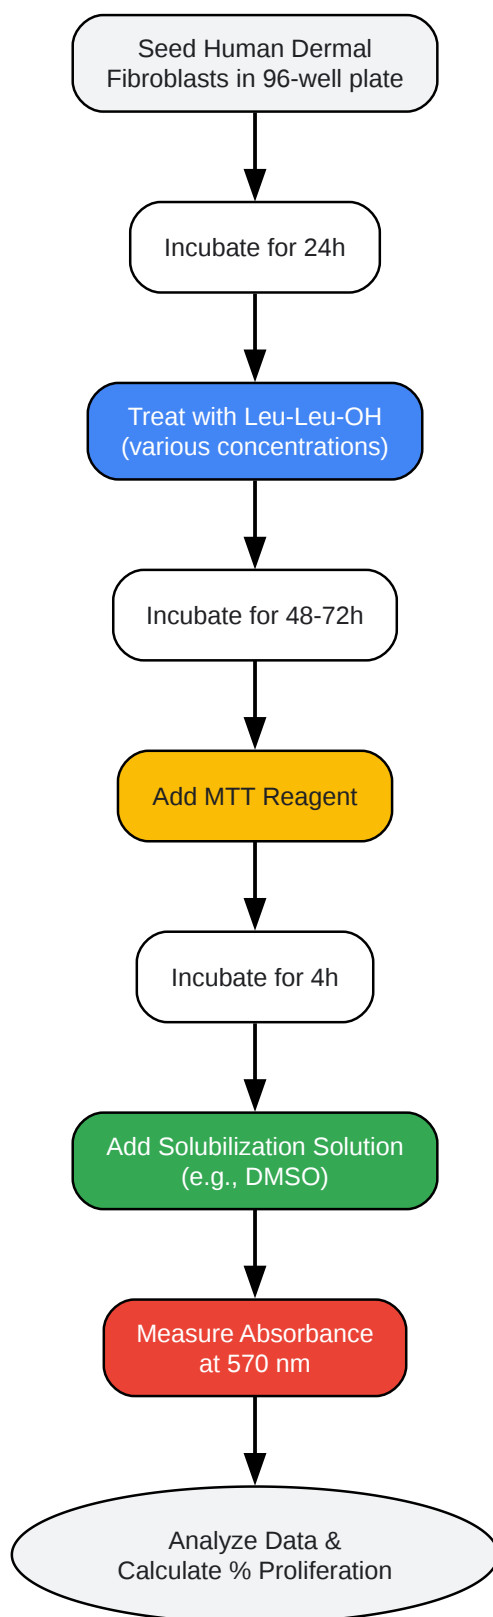 Seed Human Dermal
Fibroblasts in 96-well plate
Incubate for 24h
Treat with Leu-Leu-OH
(various concentrations)
Incubate for 48-72h
Add MTT Reagent
Incubate for 4h
Add Solubilization Solution
(e.g., DMSO)
Measure Absorbance
at 570 nm
Analyze Data &
Calculate % Proliferation